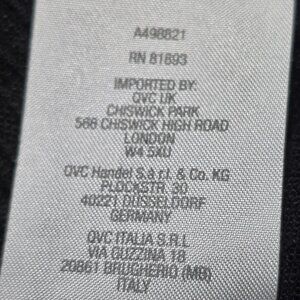 A498821
RN 81893
IMPORTED BY:
QVC UK
CHISWICK PARK
566 CHISWICK HIGH ROAD
LONDON
W4 5XU
QVC Handel S.à r.l. & Co. KG
PLOCKSTR. 30
40221 DÜSSELDORF
GERMANY
QVC ITALIA S.R.L
VIA GUZZINA 18
20861 BRUGHERIO (MB)
ITALY